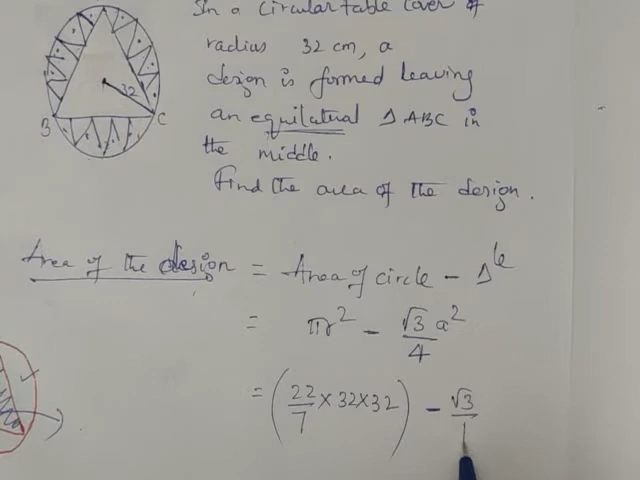 In a circular table cover of
radius 32 cm, a
design is formed leaving
an equilatual Δ ABC in
the middle.
Find the area of the design.
32
B
C
Area of the design = Area of circle - Δle
= πr² - √3/4 a²
= (22/7 × 32 × 32) - √3